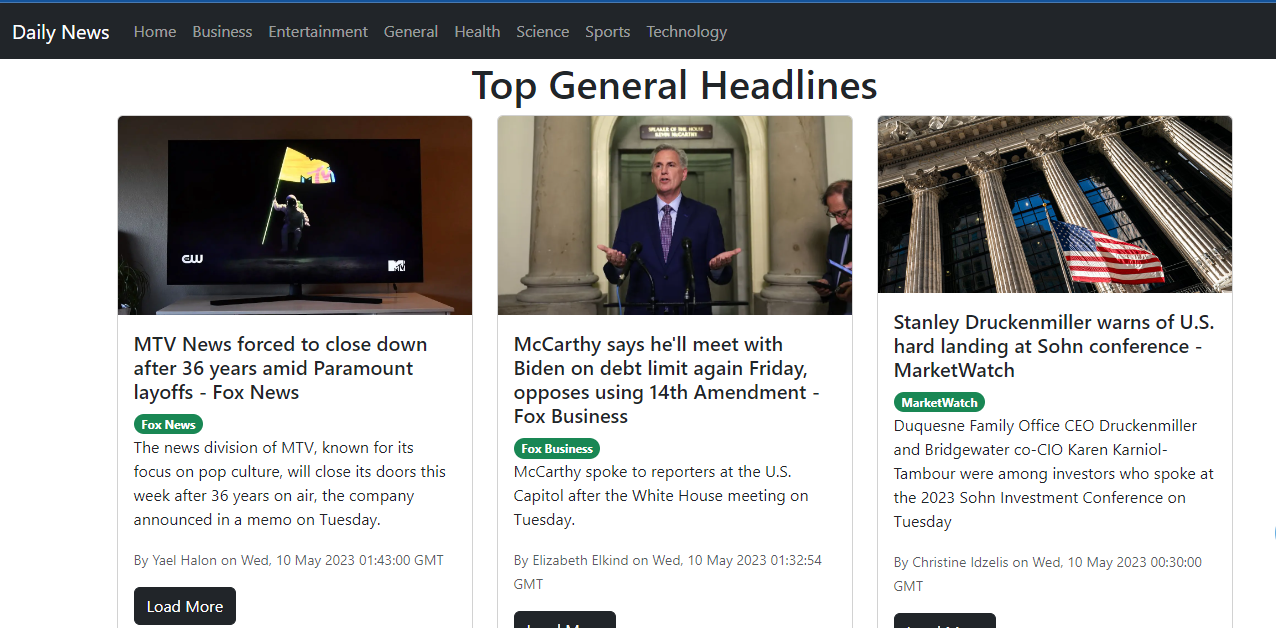 Daily News Home Business Entertainment General Health Science Sports Technology
Top General Headlines
CW
MTV
SPEAKER OF THE HOUSE
KEVIN McCARTHY
MTV News forced to close down
after 36 years amid Paramount
layoffs - Fox News
Fox News
The news division of MTV, known for its
focus on pop culture, will close its doors this
week after 36 years on air, the company
announced in a memo on Tuesday.
By Yael Halon on Wed, 10 May 2023 01:43:00 GMT
Load More
McCarthy says he'll meet with
Biden on debt limit again Friday,
opposes using 14th Amendment -
Fox Business
Fox Business
McCarthy spoke to reporters at the U.S.
Capitol after the White House meeting on
Tuesday.
By Elizabeth Elkind on Wed, 10 May 2023 01:32:54
GMT
Load More
Stanley Druckenmiller warns of U.S.
hard landing at Sohn conference -
MarketWatch
MarketWatch
Duquesne Family Office CEO Druckenmiller
and Bridgewater co-CIO Karen Karniol-
Tambour were among investors who spoke at
the 2023 Sohn Investment Conference on
Tuesday
By Christine Idzelis on Wed, 10 May 2023 00:30:00
GMT
Load More